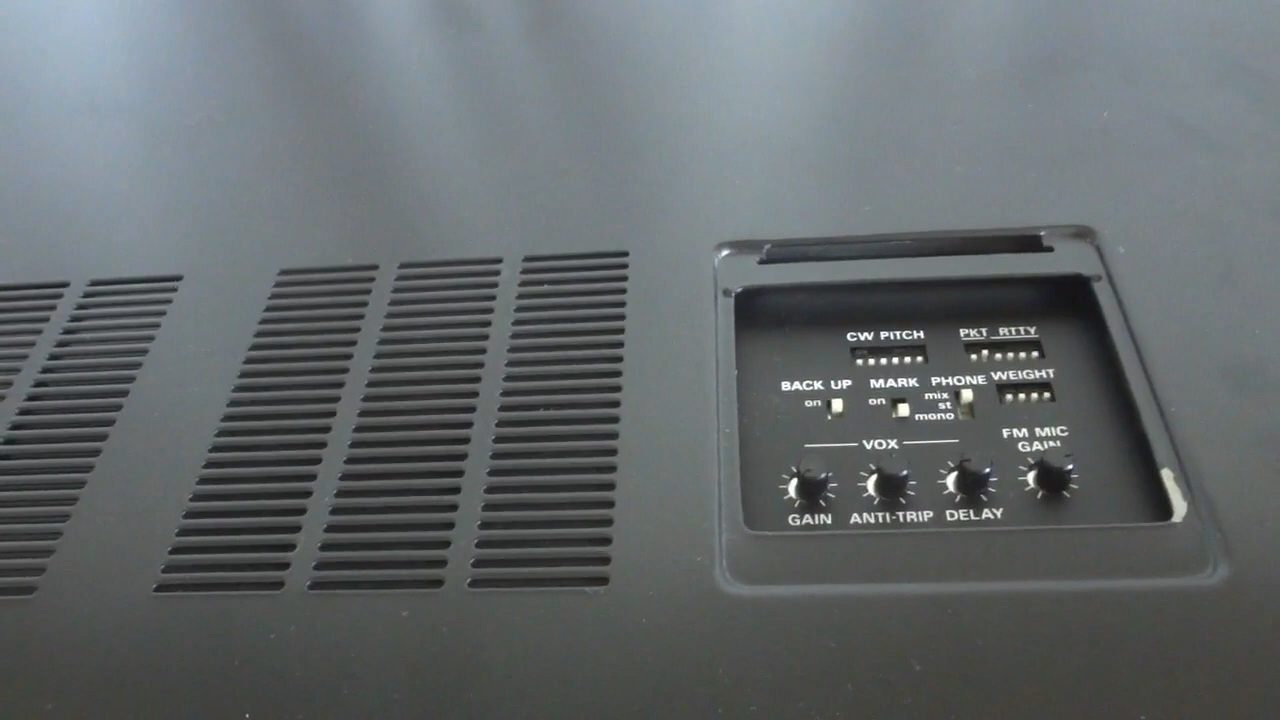 CW PITCH
PKT RTTY
BACK UP
MARK
PHONE
WEIGHT
on
on
mix
st
mono
VOX
FM MIC
GAIN
GAIN
ANTI-TRIP
DELAY